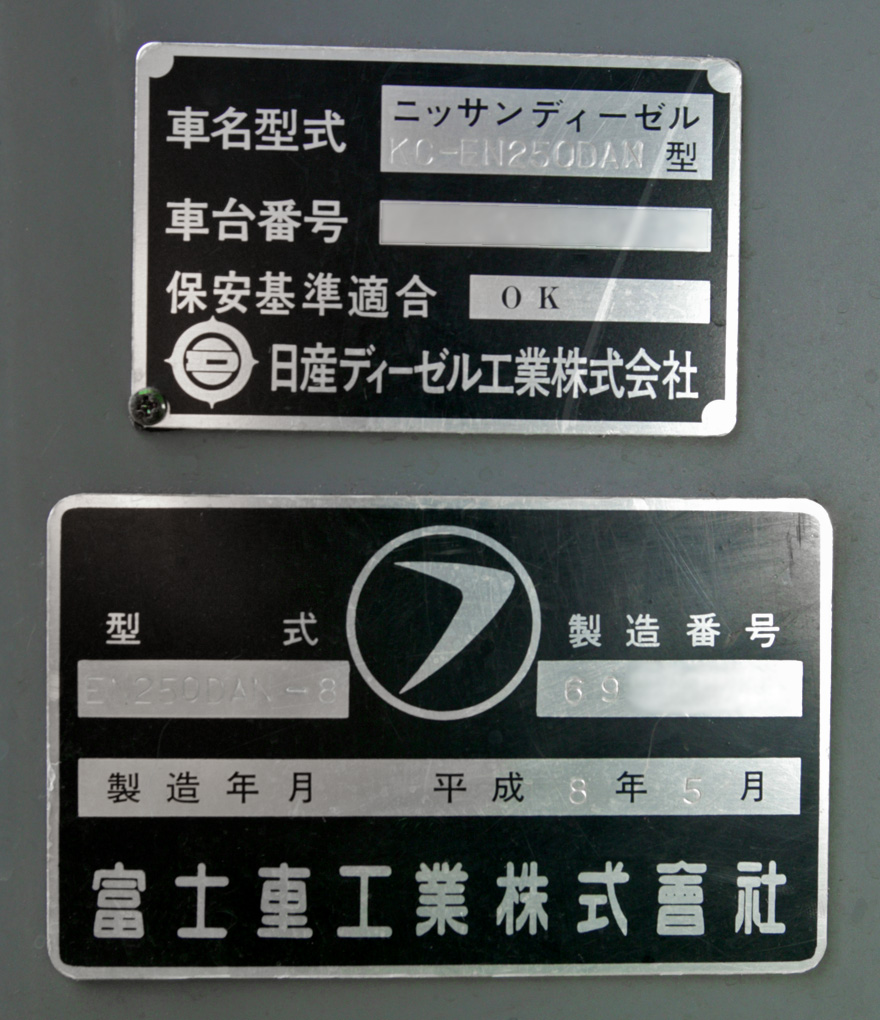 車名型式 ニッサンディーゼル
KC-EN250DAN 型
車台番号
保安基準適合 OK
日産ディーゼル工業株式会社
型式 製造番号
EN250DAN-8 69
製造年月 平成8年5月
富士重工業株式會社